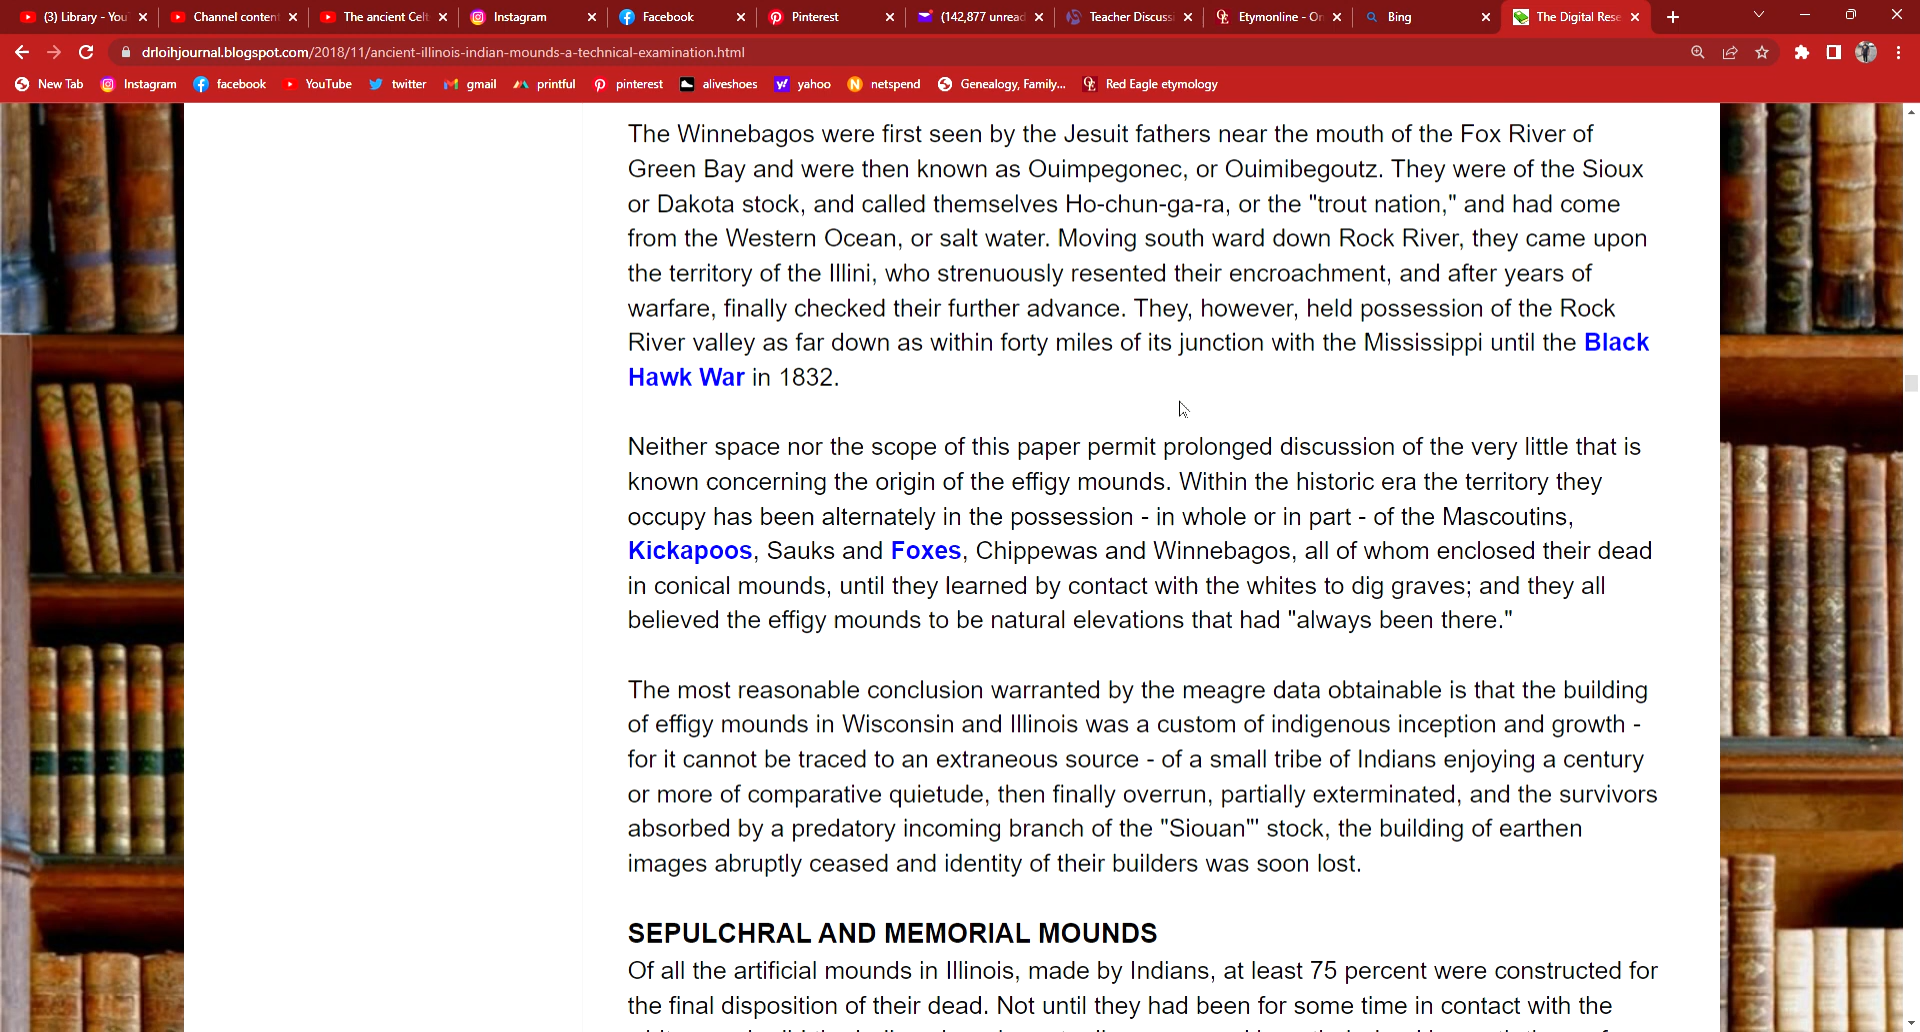 (3) Library - You
Channel content
The ancient Celt
Instagram
Facebook
Pinterest
(142,877 unread
Teacher Discuss
Etymonline - On
Bing
The Digital Rese
drloihjournal.blogspot.com/2018/11/ancient-illinois-indian-mounds-a-technical-examination.html
New Tab
Instagram
facebook
YouTube
twitter
gmail
printful
pinterest
aliveshoes
yahoo
netspend
Genealogy, Family...
Red Eagle etymology
The Winnebagos were first seen by the Jesuit fathers near the mouth of the Fox River of
Green Bay and were then known as Ouimpegonec, or Ouimibegoutz. They were of the Sioux
or Dakota stock, and called themselves Ho-chun-ga-ra, or the "trout nation," and had come
from the Western Ocean, or salt water. Moving south ward down Rock River, they came upon
the territory of the Illini, who strenuously resented their encroachment, and after years of
warfare, finally checked their further advance. They, however, held possession of the Rock
River valley as far down as within forty miles of its junction with the Mississippi until the Black
Hawk War in 1832.
Neither space nor the scope of this paper permit prolonged discussion of the very little that is
known concerning the origin of the effigy mounds. Within the historic era the territory they
occupy has been alternately in the possession - in whole or in part - of the Mascoutins,
Kickapoos, Sauks and Foxes, Chippewas and Winnebagos, all of whom enclosed their dead
in conical mounds, until they learned by contact with the whites to dig graves; and they all
believed the effigy mounds to be natural elevations that had "always been there."
The most reasonable conclusion warranted by the meagre data obtainable is that the building
of effigy mounds in Wisconsin and Illinois was a custom of indigenous inception and growth -
for it cannot be traced to an extraneous source - of a small tribe of Indians enjoying a century
or more of comparative quietude, then finally overrun, partially exterminated, and the survivors
absorbed by a predatory incoming branch of the "Siouan"' stock, the building of earthen
images abruptly ceased and identity of their builders was soon lost.
SEPULCHRAL AND MEMORIAL MOUNDS
Of all the artificial mounds in Illinois, made by Indians, at least 75 percent were constructed for
the final disposition of their dead. Not until they had been for some time in contact with the